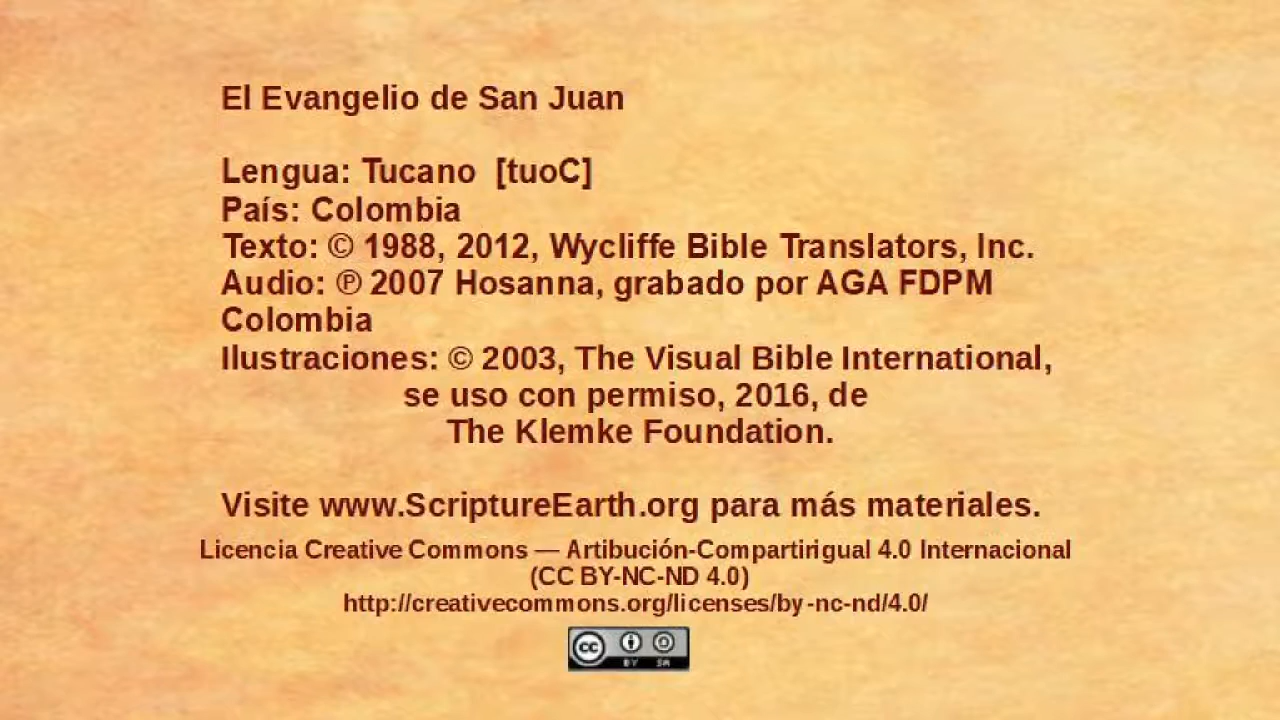 El Evangelio de San Juan
Lengua: Tucano [tuoC]
País: Colombia
Texto: © 1988, 2012, Wycliffe Bible Translators, Inc.
Audio: ℗ 2007 Hosanna, grabado por AGA FDPM
Colombia
Ilustraciones: © 2003, The Visual Bible International,
se uso con permiso, 2016, de
The Klemke Foundation.
Visite www.ScriptureEarth.org para más materiales.
Licencia Creative Commons — Artibución-Compartirigual 4.0 Internacional
(CC BY-NC-ND 4.0)
http://creativecommons.org/licenses/by-nc-nd/4.0/
cc BY SA